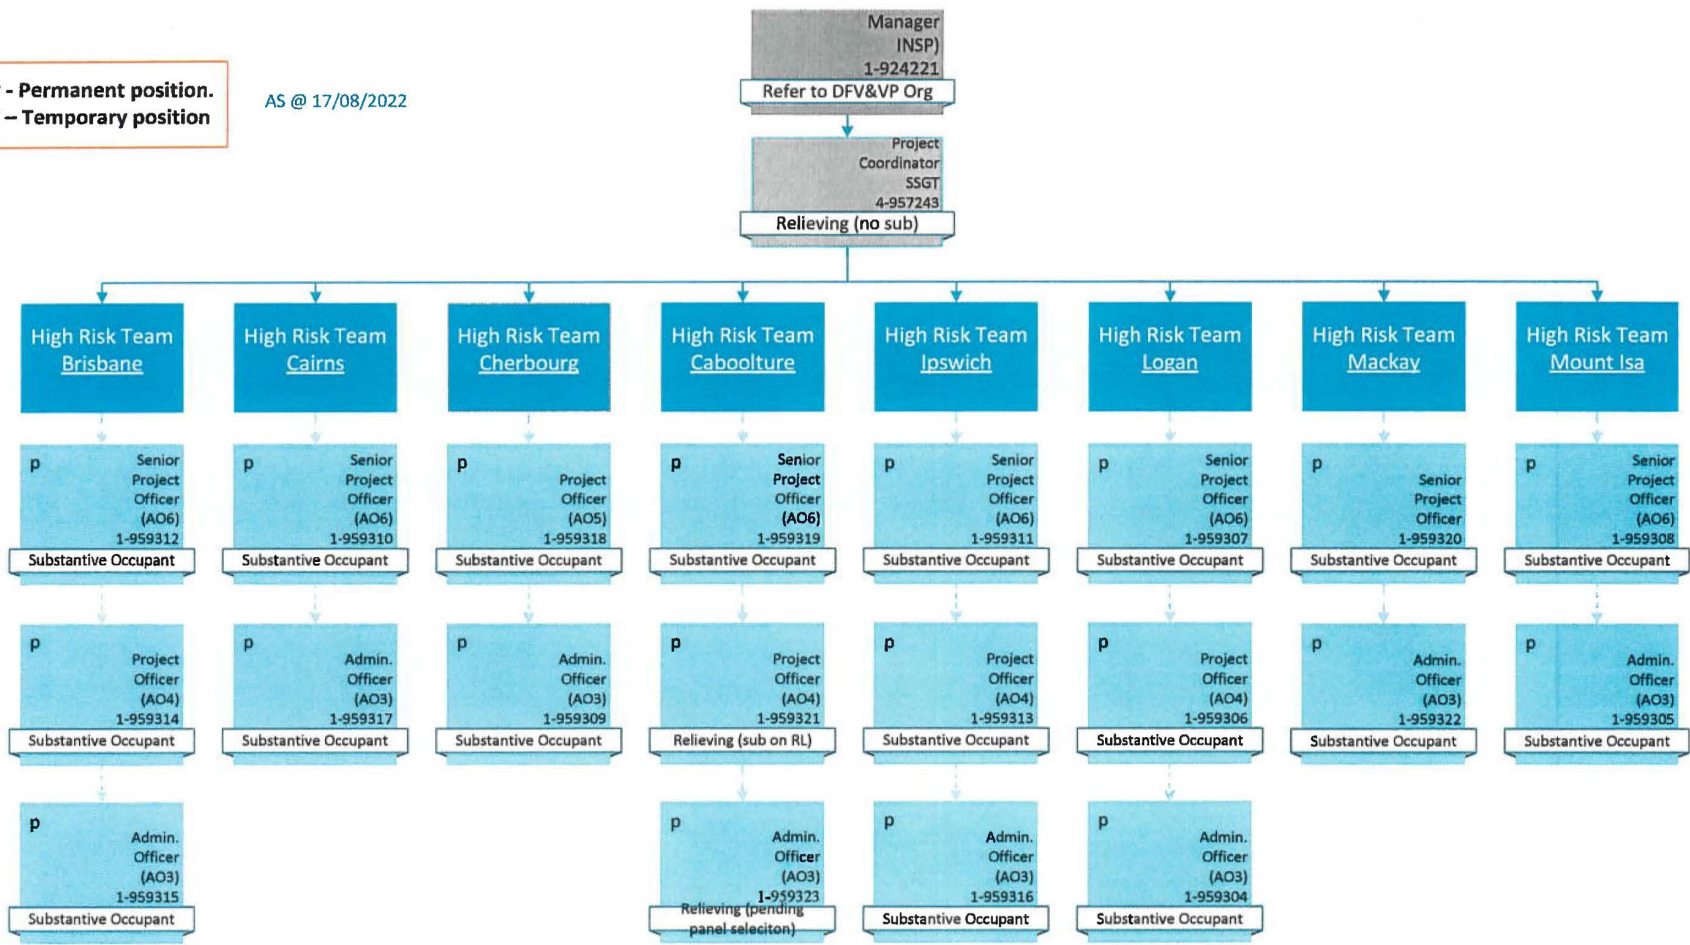 Manager
INSP)
1-924221
Refer to DFV&VP Org
- Permanent position.
– Temporary position
AS @ 17/08/2022
Project
Coordinator
SSGT
4-957243
Relieving (no sub)
High Risk Team
Brisbane
High Risk Team
Cairns
High Risk Team
Cherbourg
High Risk Team
Caboolture
High Risk Team
Ipswich
High Risk Team
Logan
High Risk Team
Mackay
High Risk Team
Mount Isa
p
Senior
Project
Officer
(AO6)
1-959312
Substantive Occupant
p
Senior
Project
Officer
(AO6)
1-959310
Substantive Occupant
p
Project
Officer
(AO5)
1-959318
Substantive Occupant
p
Senior
Project
Officer
(AO6)
1-959319
Substantive Occupant
p
Senior
Project
Officer
(AO6)
1-959311
Substantive Occupant
p
Senior
Project
Officer
(AO6)
1-959307
Substantive Occupant
p
Senior
Project
Officer
1-959320
Substantive Occupant
p
Senior
Project
Officer
(AO6)
1-959308
Substantive Occupant
p
Project
Officer
(AO4)
1-959314
Substantive Occupant
p
Admin.
Officer
(AO3)
1-959317
Substantive Occupant
p
Admin.
Officer
(AO3)
1-959309
Substantive Occupant
p
Project
Officer
(AO4)
1-959321
Relieving (sub on RL)
p
Project
Officer
(AO4)
1-959313
Substantive Occupant
p
Project
Officer
(AO4)
1-959306
Substantive Occupant
p
Admin.
Officer
(AO3)
1-959322
Substantive Occupant
p
Admin.
Officer
(AO3)
1-959305
Substantive Occupant
p
Admin.
Officer
(AO3)
1-959315
Substantive Occupant
p
Admin.
Officer
(AO3)
1-959323
Relieving (pending
panel seleciton)
p
Admin.
Officer
(AO3)
1-959316
Substantive Occupant
p
Admin.
Officer
(AO3)
1-959304
Substantive Occupant